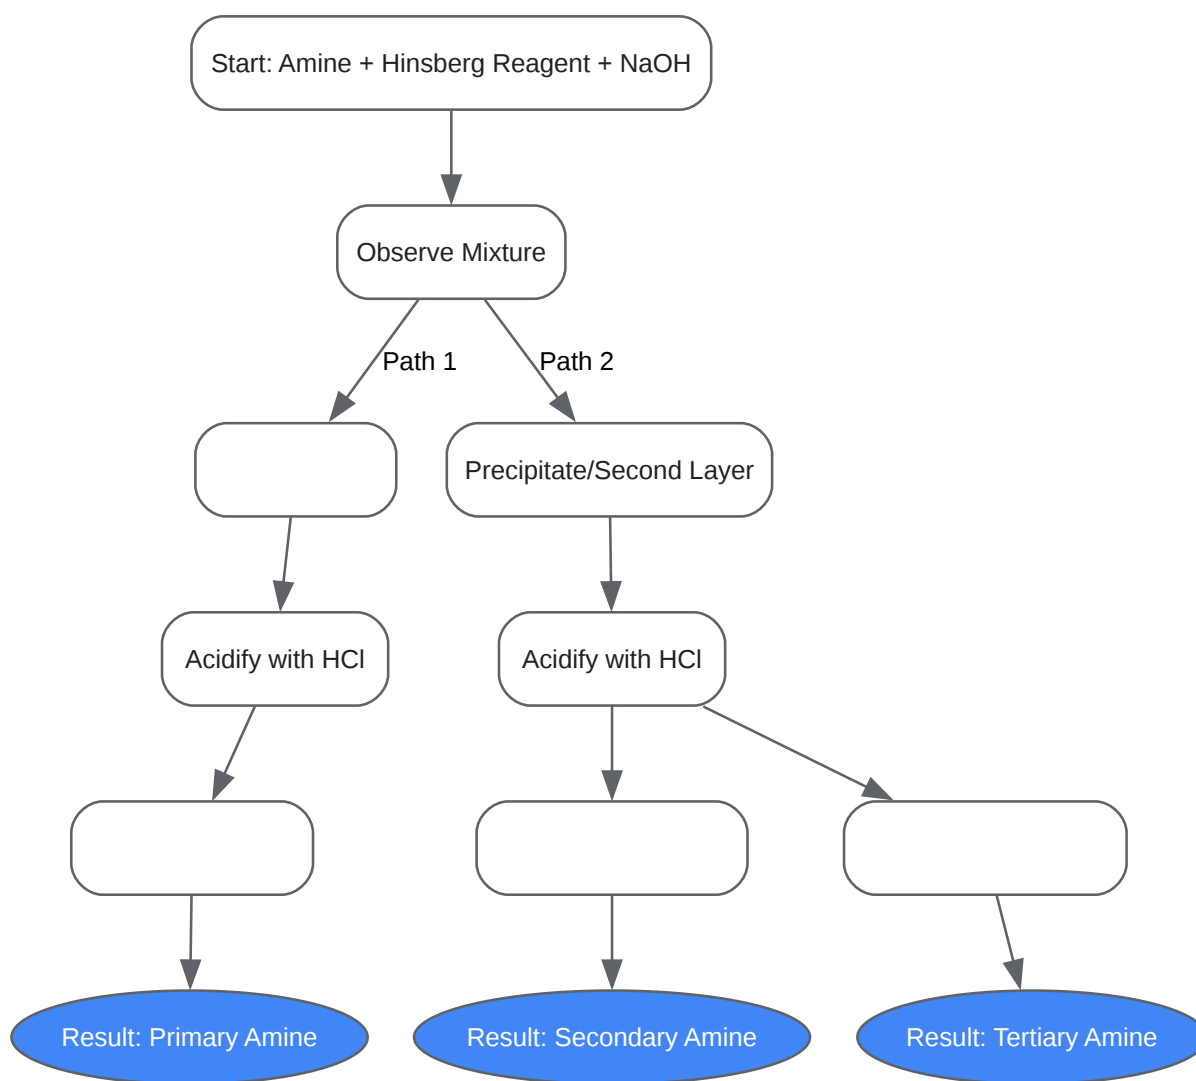 Start: Amine + Hinsberg Reagent + NaOH
Observe Mixture
Path 1
Path 2
Precipitate/Second Layer
Acidify with HCl
Acidify with HCl
Result: Primary Amine
Result: Secondary Amine
Result: Tertiary Amine